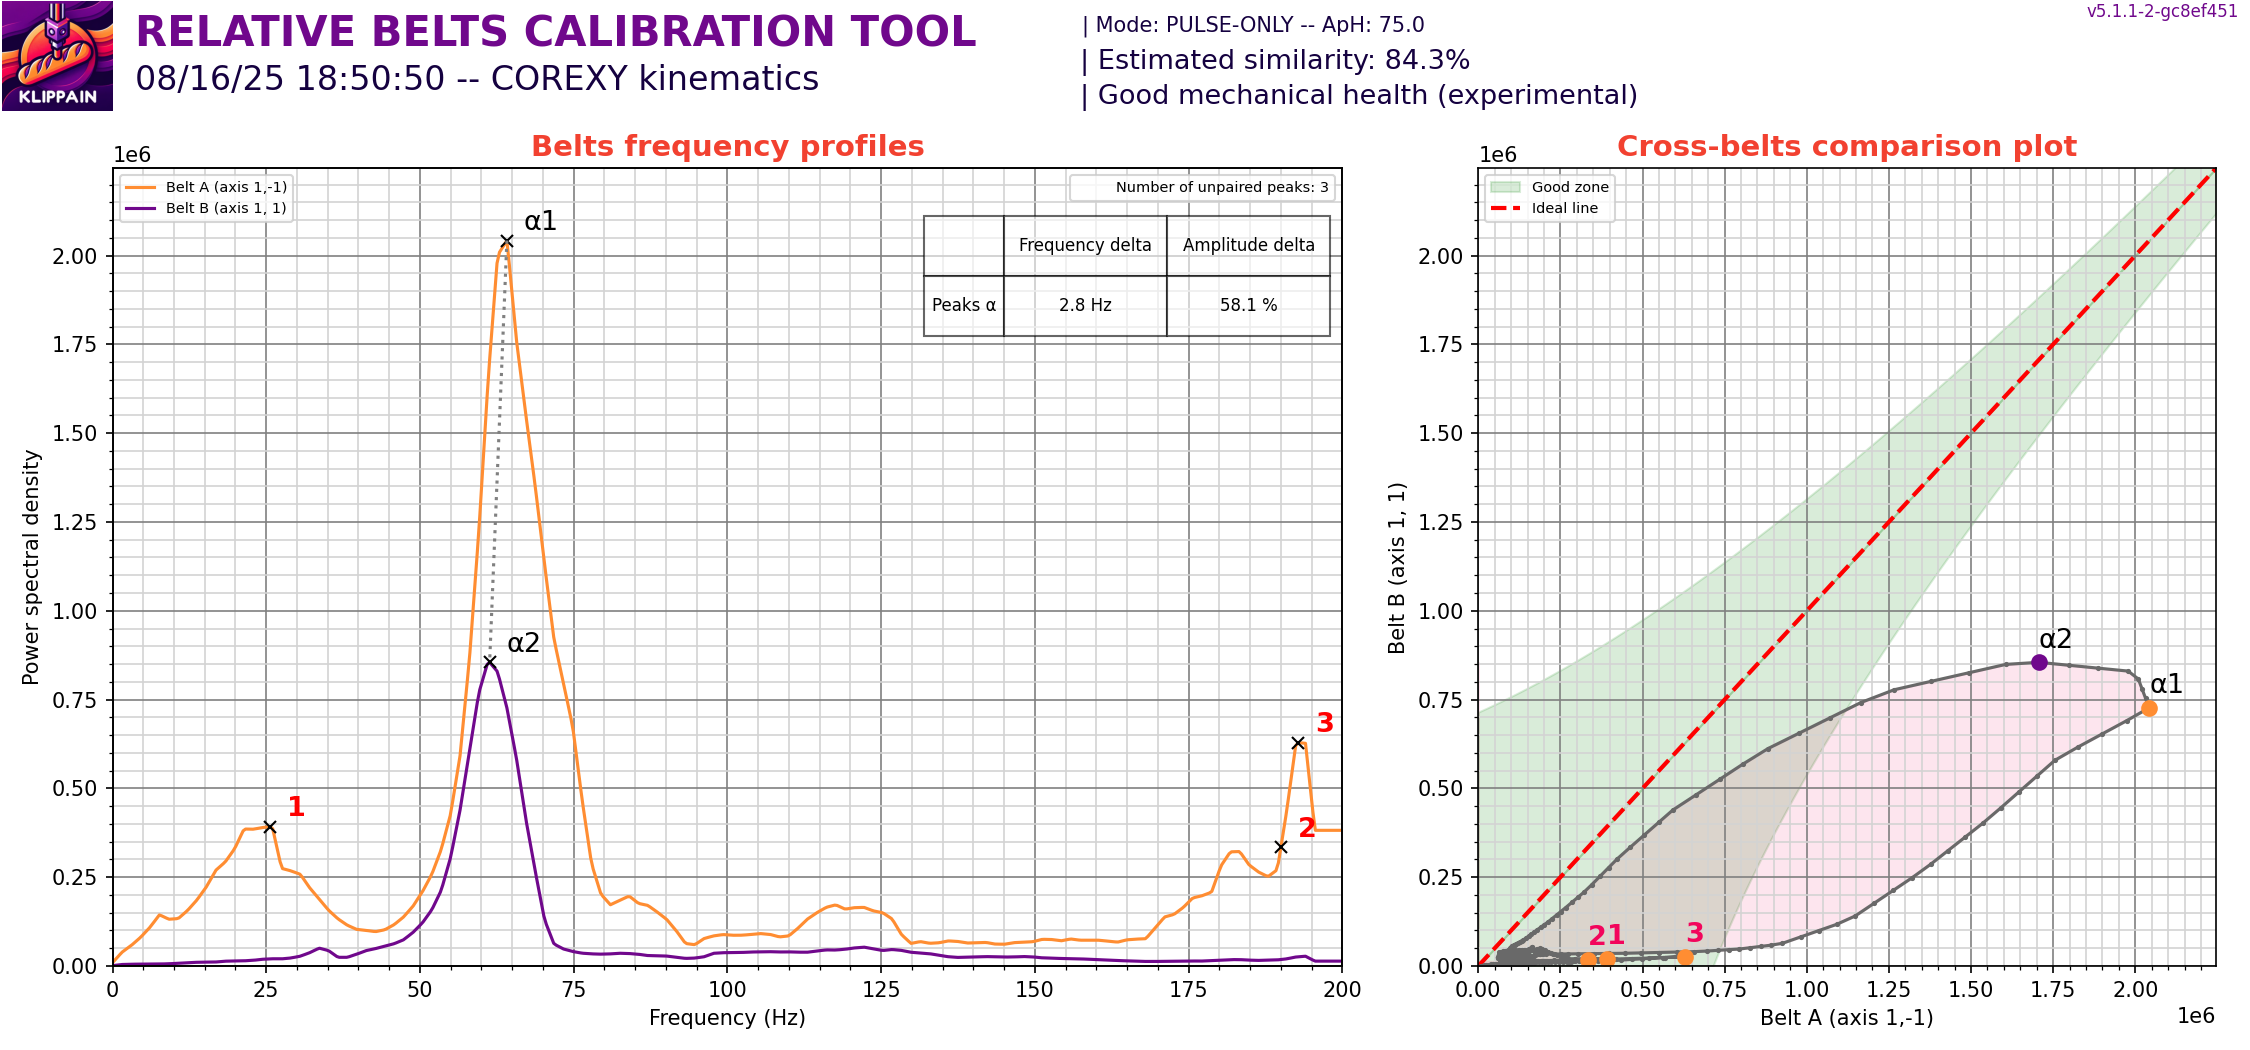 KLIPPAIN
RELATIVE BELTS CALIBRATION TOOL
08/16/25 18:50:50 -- COREXY kinematics
| Mode: PULSE-ONLY -- ApH: 75.0
| Estimated similarity: 84.3%
| Good mechanical health (experimental)
v5.1.1-2-gc8ef451
Belts frequency profiles
1e6
Belt A (axis 1,-1)
Belt B (axis 1, 1)
Number of unpaired peaks: 3
Frequency delta Amplitude delta
Peaks α 2.8 Hz 58.1 %
α1
α2
1
2
3
Power spectral density
2.00
1.75
1.50
1.25
1.00
0.75
0.50
0.25
0.00
0 25 50 75 100 125 150 175 200
Frequency (Hz)
Cross-belts comparison plot
1e6
Good zone
Ideal line
α2
α1
21
3
Belt B (axis 1, 1)
2.00
1.75
1.50
1.25
1.00
0.75
0.50
0.25
0.00
0.00 0.25 0.50 0.75 1.00 1.25 1.50 1.75 2.00
Belt A (axis 1,-1)
1e6